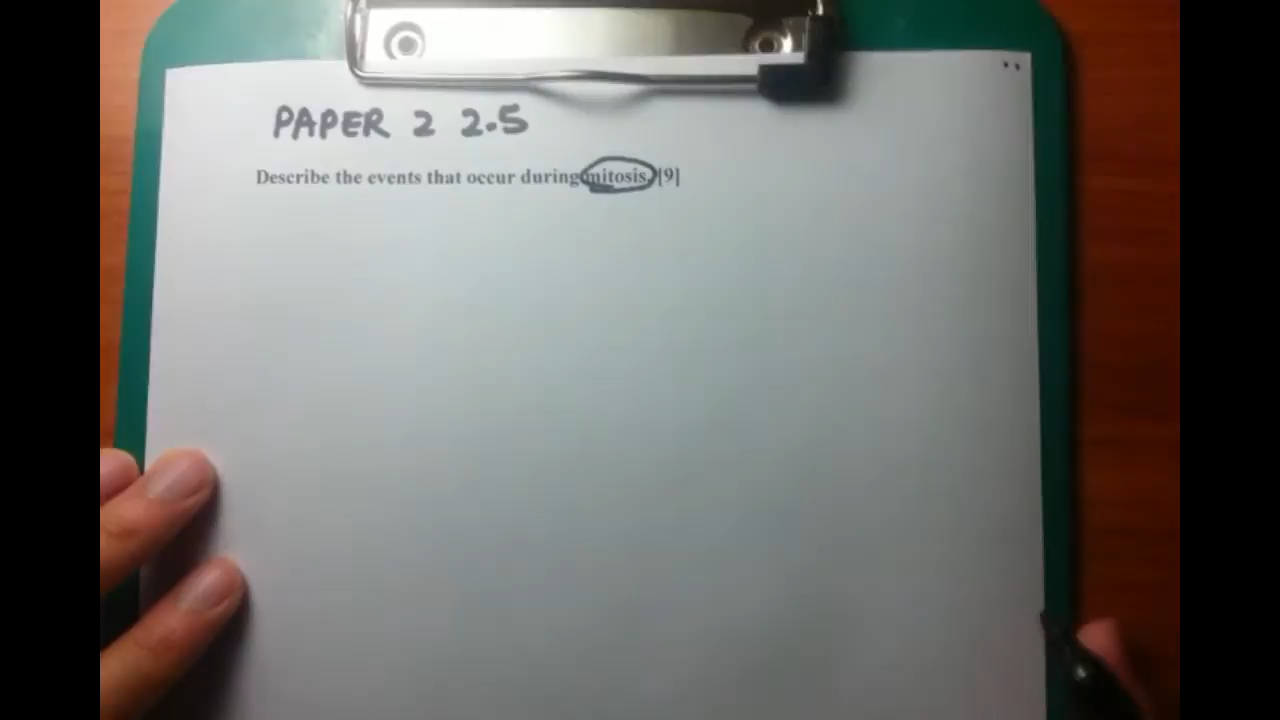 PAPER 2 2.5
Describe the events that occur during mitosis. [9]